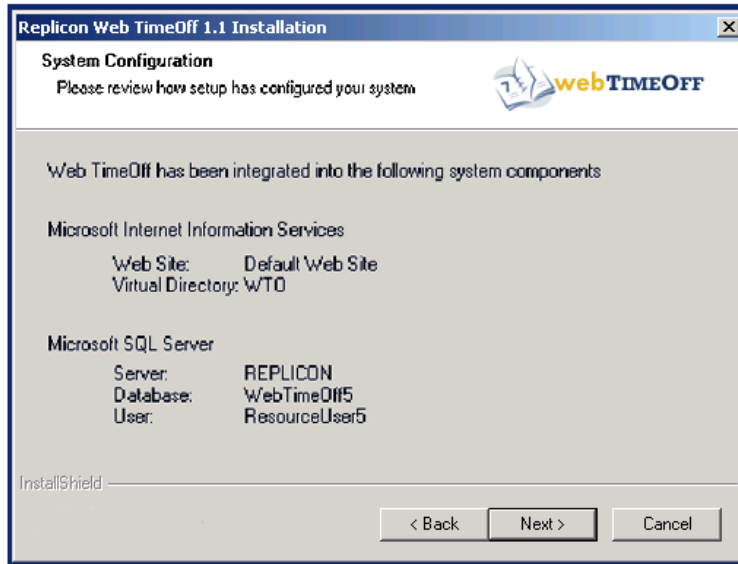 Replicon Web TimeOff 1.1 Installation
System Configuration
Please review how setup has configured your system
webTIMEOFF
Web TimeOff has been integrated into the following system components
Microsoft Internet Information Services
Web Site: Default Web Site
Virtual Directory: WTO
Microsoft SQL Server
Server: REPLICON
Database: WebTimeOff5
User: ResourceUser5
InstallShield
< Back
Next >
Cancel